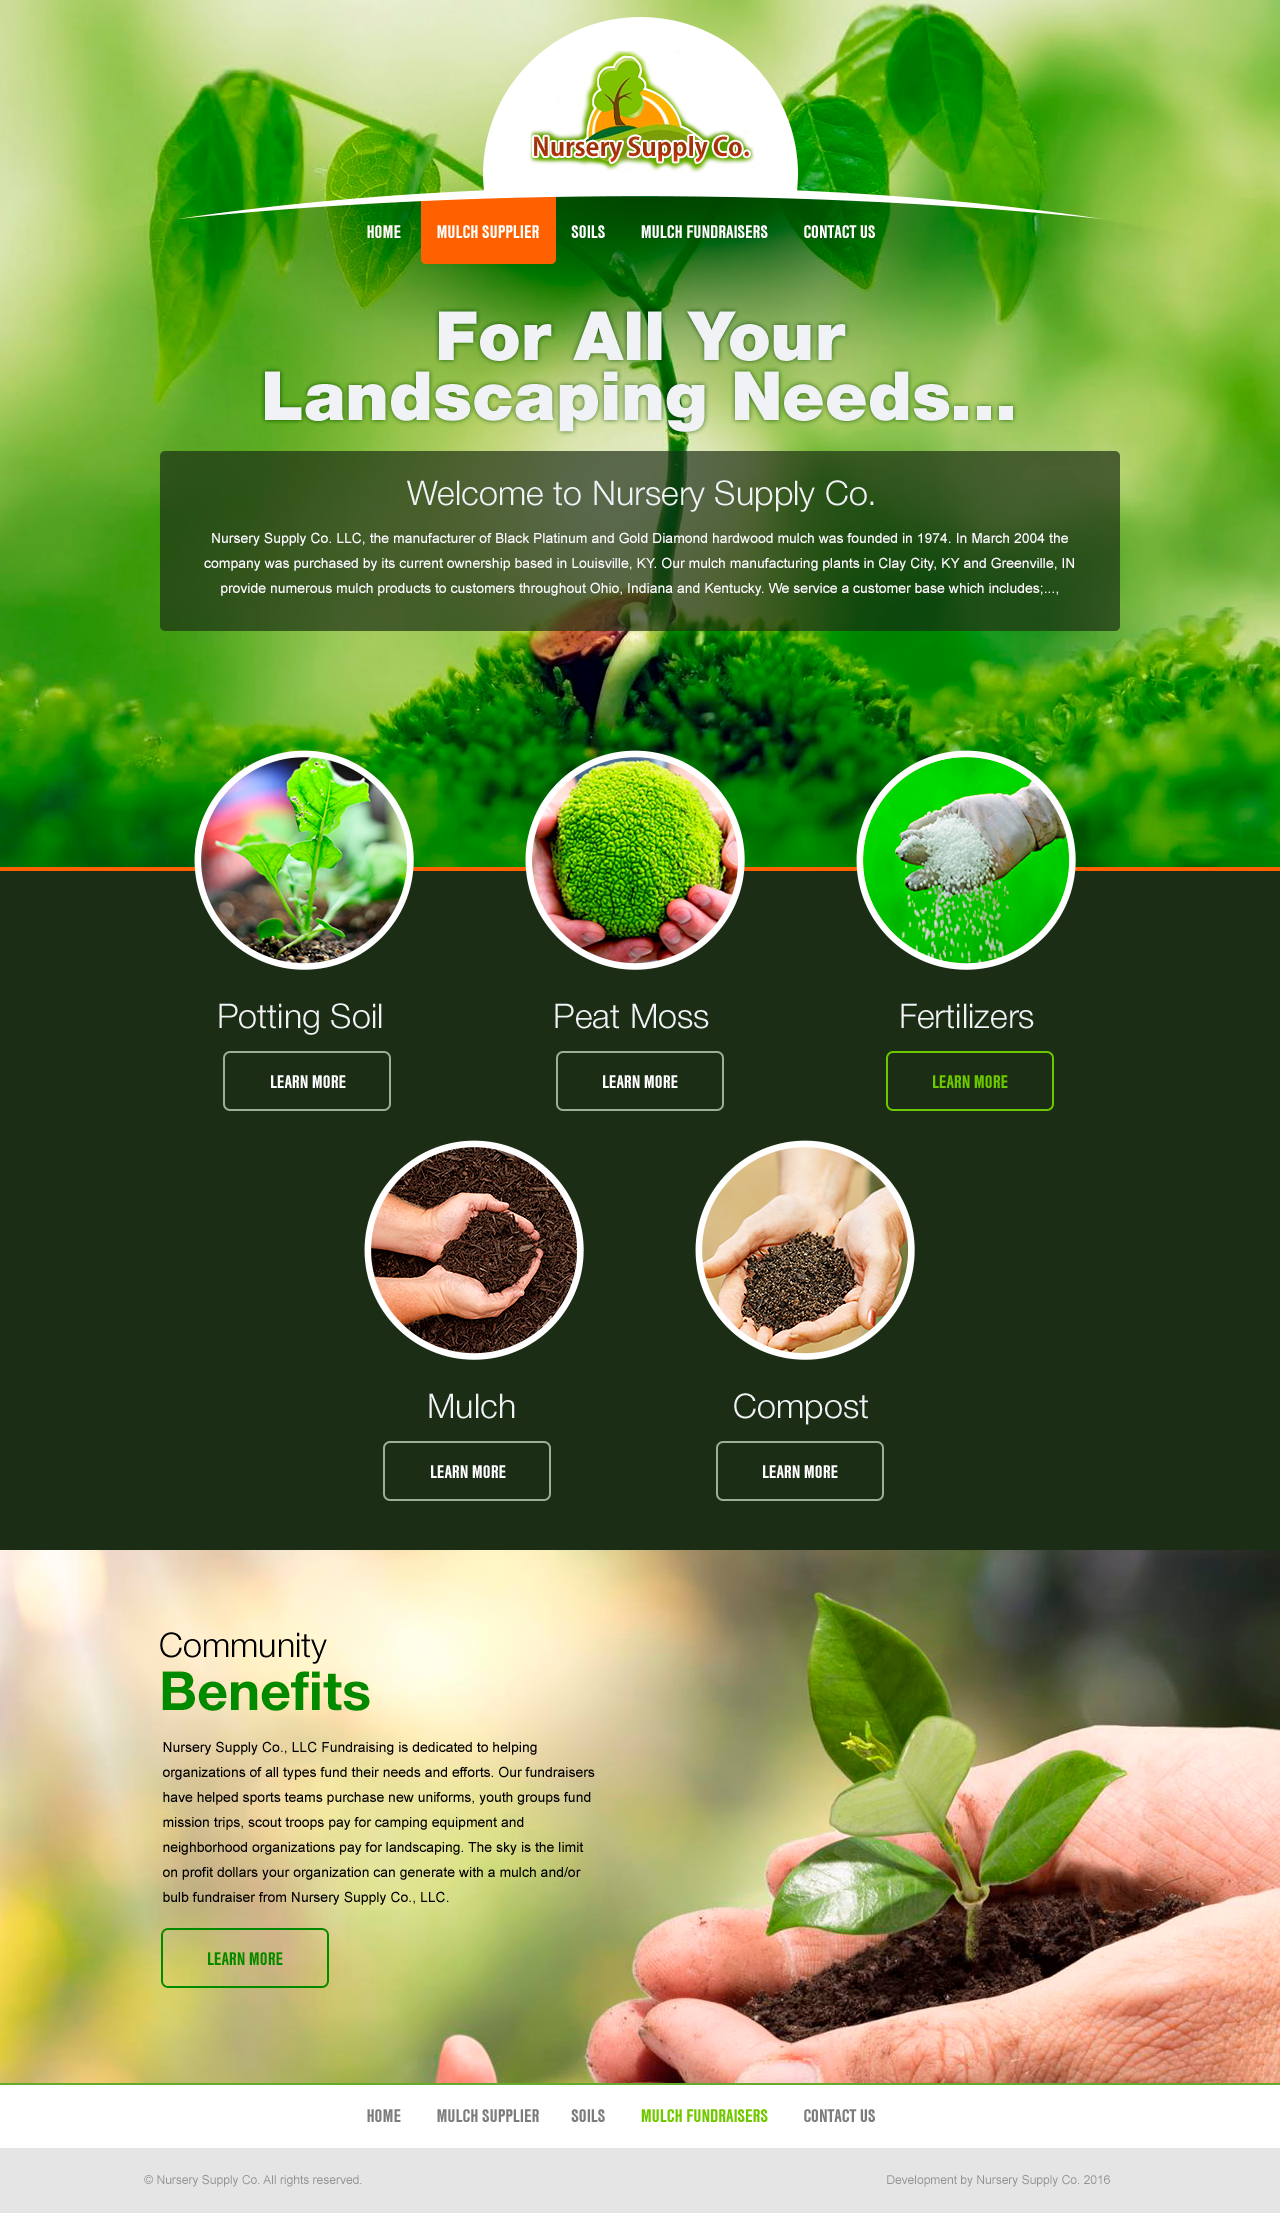 Nursery Supply Co.
HOME MULCH SUPPLIER SOILS MULCH FUNDRAISERS CONTACT US
For All Your
Landscaping Needs...
Welcome to Nursery Supply Co.
Nursery Supply Co. LLC, the manufacturer of Black Platinum and Gold Diamond hardwood mulch was founded in 1974. In March 2004 the
company was purchased by its current ownership based in Louisville, KY. Our mulch manufacturing plants in Clay City, KY and Greenville, IN
provide numerous mulch products to customers throughout Ohio, Indiana and Kentucky. We service a customer base which includes;...,
Potting Soil Peat Moss Fertilizers
LEARN MORE LEARN MORE LEARN MORE
Mulch Compost
LEARN MORE LEARN MORE
Community
Benefits
Nursery Supply Co., LLC Fundraising is dedicated to helping
organizations of all types fund their needs and efforts. Our fundraisers
have helped sports teams purchase new uniforms, youth groups fund
mission trips, scout troops pay for camping equipment and
neighborhood organizations pay for landscaping. The sky is the limit
on profit dollars your organization can generate with a mulch and/or
bulb fundraiser from Nursery Supply Co., LLC.
LEARN MORE
HOME MULCH SUPPLIER SOILS MULCH FUNDRAISERS CONTACT US
© Nursery Supply Co. All rights reserved. Development by Nursery Supply Co. 2016